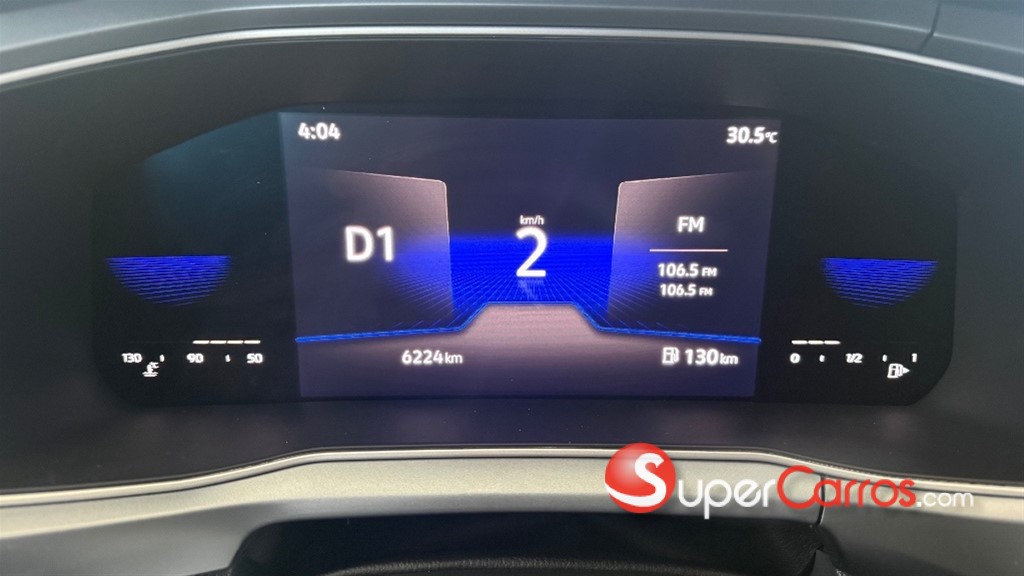 4:04
30.5°C
D1
km/h
2
FM
106.5 FM
106.5 FM
6224 km
130 km
130
90
50
0
1/2
1
SuperCarros.com